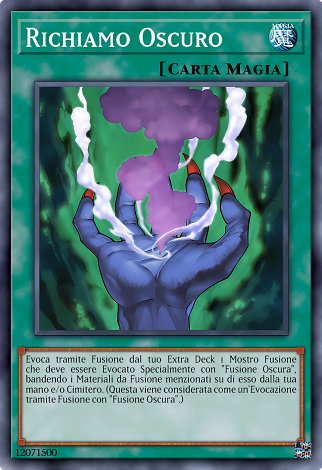 Richiamo Oscuro
MAGIA
[Carta Magia]
Evoca tramite Fusione dal tuo Extra Deck 1 Mostro Fusione
che deve essere Evocato Specialmente con "Fusione Oscura",
bandendo i Materiali da Fusione menzionati su di esso dalla tua
mano e/o Cimitero. (Questa viene considerata come un'Evocazione
tramite Fusione con "Fusione Oscura".)
12071500